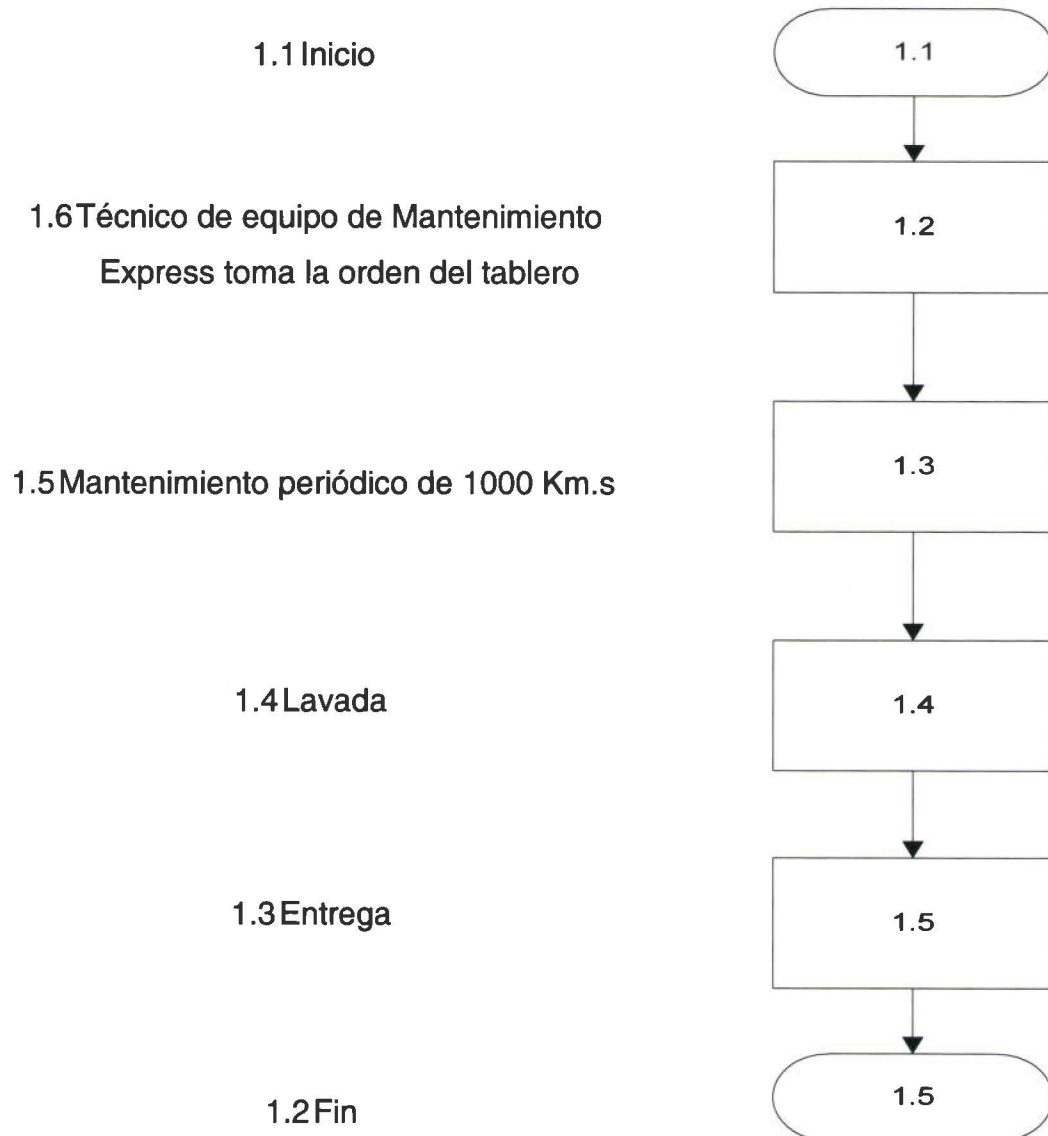 1.1 Inicio
1.1
1.6 Técnico de equipo de Mantenimiento
Express toma la orden del tablero
1.2
1.5 Mantenimiento periódico de 1000 Km.s
1.3
1.4 Lavada
1.4
1.3 Entrega
1.5
1.2 Fin
1.5